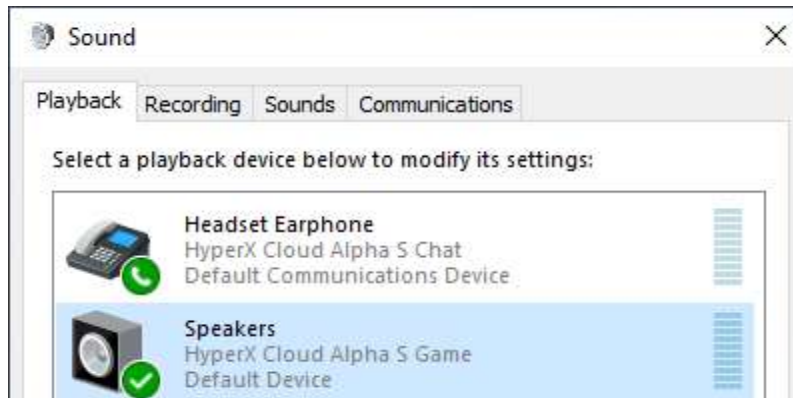 Sound
Playback Recording Sounds Communications
Select a playback device below to modify its settings:
Headset Earphone
HyperX Cloud Alpha S Chat
Default Communications Device
Speakers
HyperX Cloud Alpha S Game
Default Device